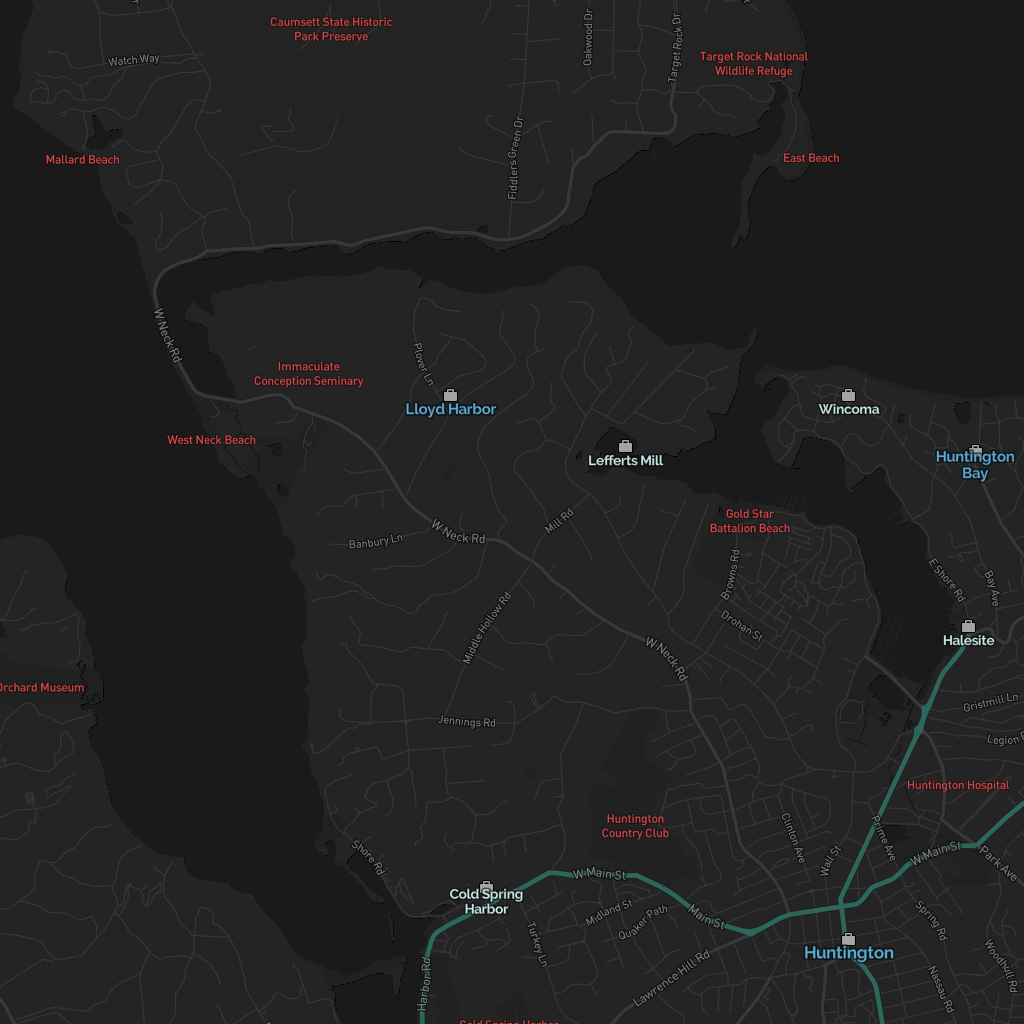 Caumsett State Historic
Park Preserve
Oakwood Dr
Target Rock Dr
Target Rock National
Wildlife Refuge
Watch Way
Mallard Beach
Fiddlers Green Dr
East Beach
W Neck Rd
Immaculate
Conception Seminary
Plover Ln
Lloyd Harbor
Wincoma
West Neck Beach
Lefferts Mill
Huntington
Bay
Gold Star
Battalion Beach
Mill Rd
W Neck Rd
Banbury Ln
Browns Rd
E Shore Rd
Bay Ave
Middle Hollow Rd
Drohan St
Halesite
W Neck Rd
Orchard Museum
Gristmill Ln
Jennings Rd
Legion
Huntington Hospital
Huntington
Country Club
Clinton Ave
Prime Ave
Wall St
W Main St
Park Ave
Shore Rd
W Main St
Cold Spring
Harbor
Midland St
Quaker Path
Main St
Spring Rd
Turkey Ln
Huntington
Lawrence Hill Rd
Woodhull Rd
Nassau Rd
Harbor Rd
Cold Spring Harbor